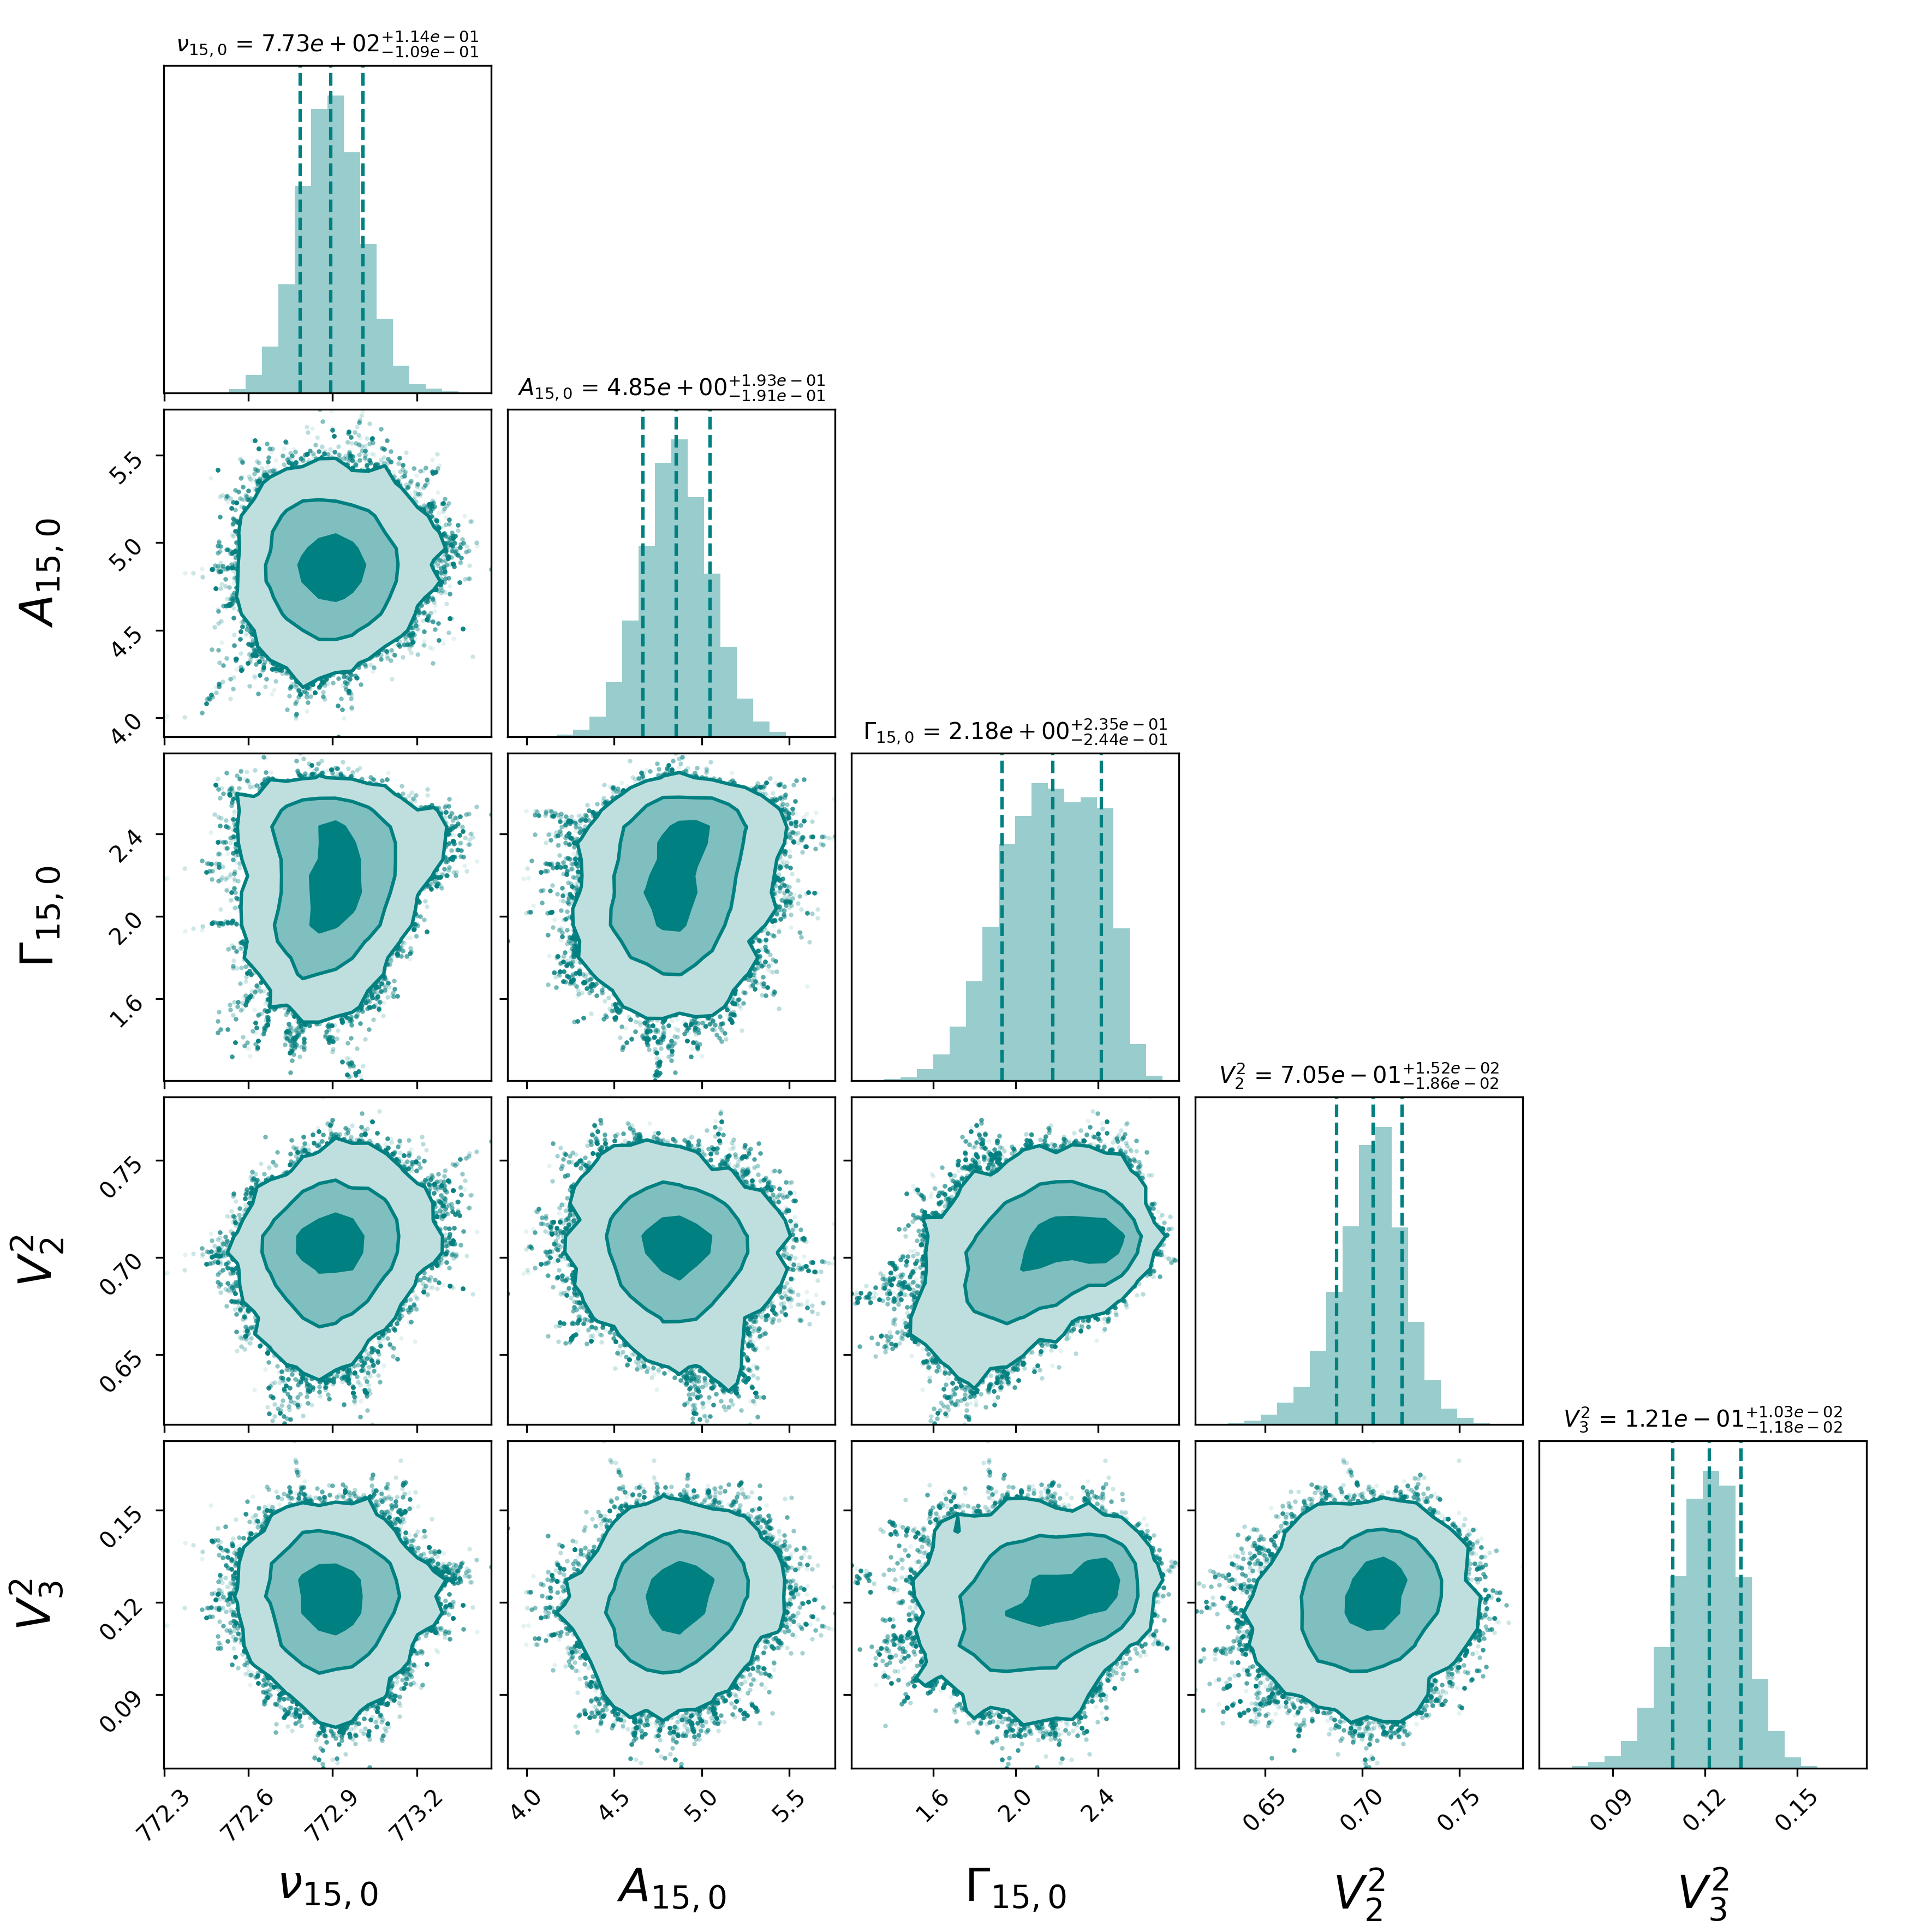 ν15,0 = 7.73e+02 +1.14e−01 −1.09e−01
A15,0 = 4.85e+00 +1.93e−01 −1.91e−01
5.5
5.0
4.5
4.0
A15,0
Γ15,0 = 2.18e+00 +2.35e−01 −2.44e−01
2.4
2.0
1.6
Γ15,0
V₂² = 7.05e−01 +1.52e−02 −1.86e−02
0.75
0.70
0.65
V₂²
V₃² = 1.21e−01 +1.03e−02 −1.18e−02
0.15
0.12
0.09
V₃²
772.3 772.6 772.9 773.2 4.0 4.5 5.0 5.5 1.6 2.0 2.4 0.65 0.70 0.75 0.09 0.12 0.15
ν15,0 A15,0 Γ15,0 V₂² V₃²